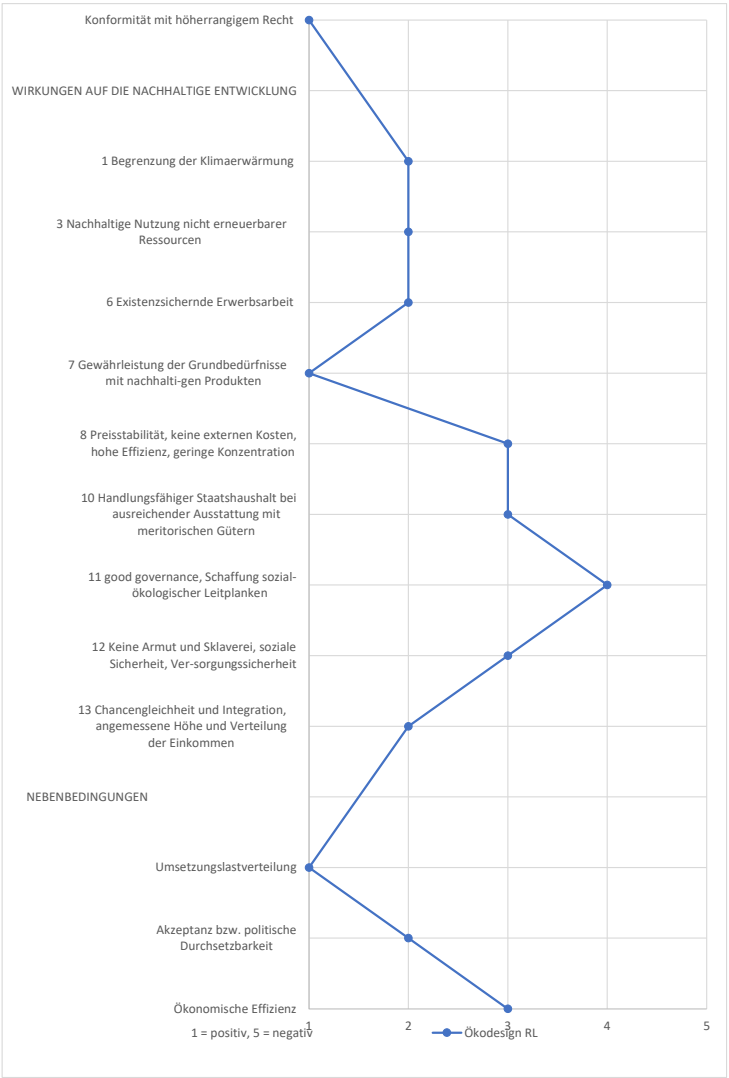 Konformität mit höherrangigem Recht
WIRKUNGEN AUF DIE NACHHALTIGE ENTWICKLUNG
1 Begrenzung der Klimaerwärmung
3 Nachhaltige Nutzung nicht erneuerbarer
Ressourcen
6 Existenzsichernde Erwerbsarbeit
7 Gewährleistung der Grundbedürfnisse
mit nachhalti-gen Produkten
8 Preisstabilität, keine externen Kosten,
hohe Effizienz, geringe Konzentration
10 Handlungsfähiger Staatshaushalt bei
ausreichender Ausstattung mit
meritorischen Gütern
11 good governance, Schaffung sozial-
ökologischer Leitplanken
12 Keine Armut und Sklaverei, soziale
Sicherheit, Ver-sorgungssicherheit
13 Chancengleichheit und Integration,
angemessene Höhe und Verteilung
der Einkommen
NEBENBEDINGUNGEN
Umsetzungslastverteilung
Akzeptanz bzw. politische
Durchsetzbarkeit
Ökonomische Effizienz
1 2 3 4 5
1 = positiv, 5 = negativ
Ökodesign RL